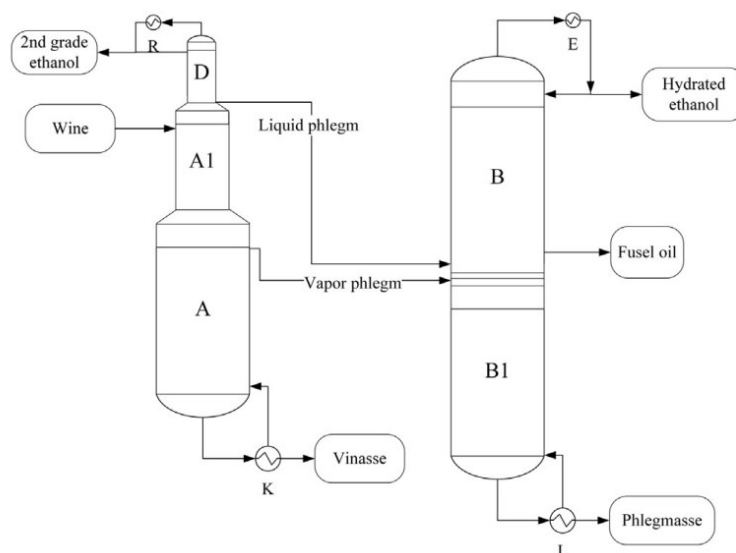 2nd grade
ethanol
R
D
E
Hydrated
ethanol
Wine
Liquid phlegm
A1
B
Fusel oil
Vapor phlegm
A
B1
Vinasse
K
Phlegmasse